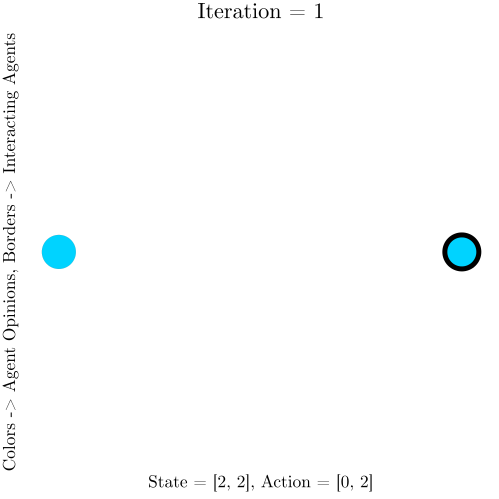 Iteration = 1
Colors -> Agent Opinions, Borders -> Interacting Agents
State = [2, 2], Action = [0, 2]